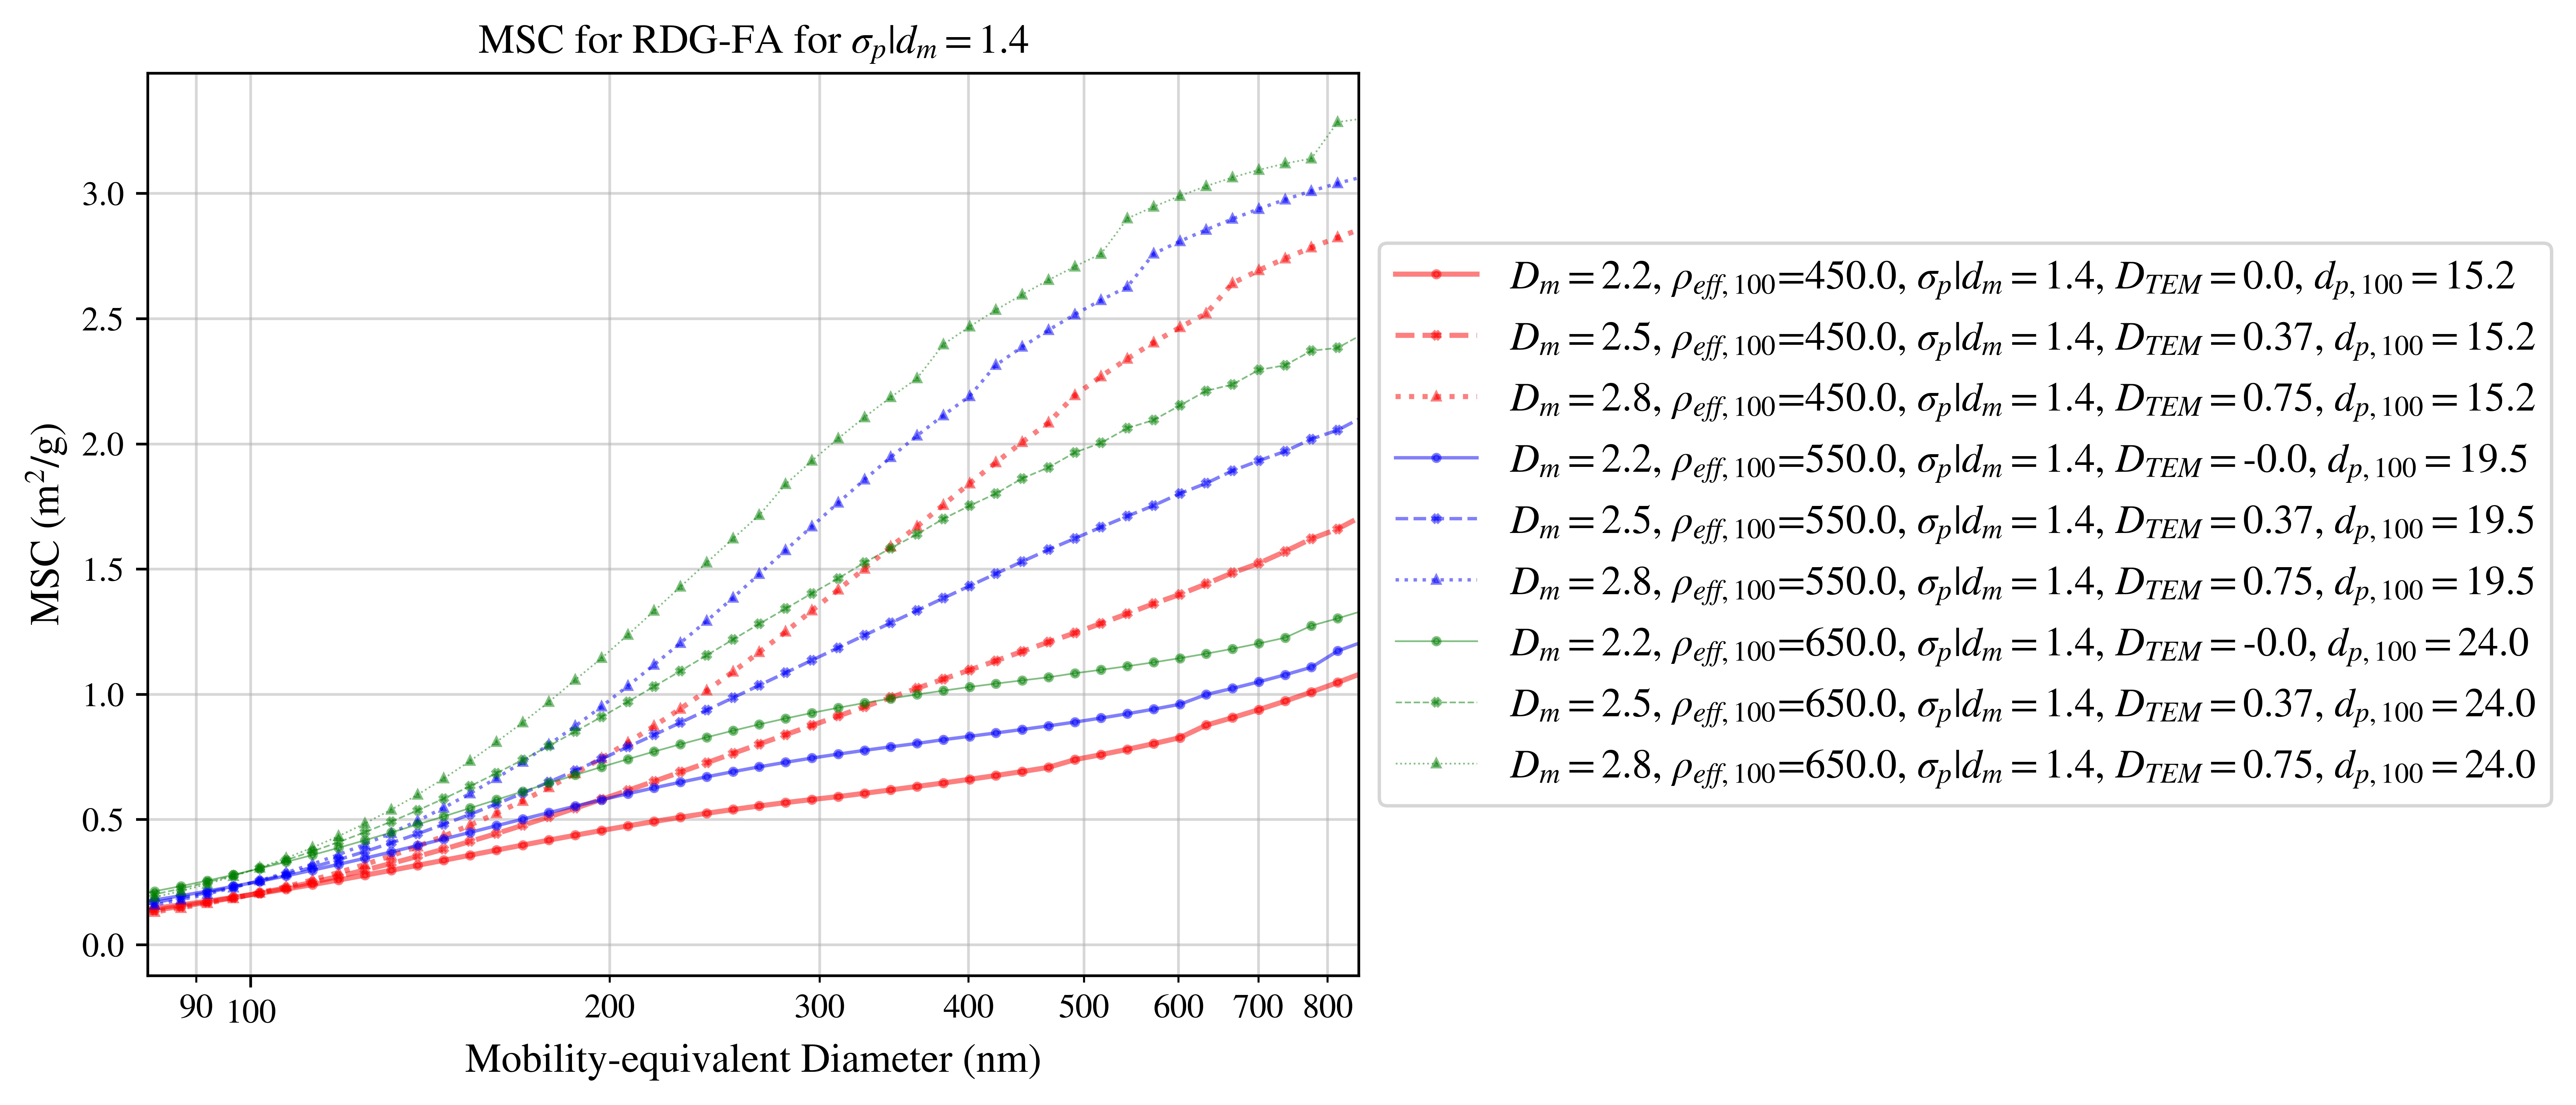 MSC for RDG-FA for σp|dm = 1.4
MSC (m²/g)
3.0
2.5
2.0
1.5
1.0
0.5
0.0
90 100 200 300 400 500 600 700 800
Mobility-equivalent Diameter (nm)
Dm = 2.2, ρeff, 100=450.0, σp|dm = 1.4, DTEM = 0.0, dp, 100 = 15.2
Dm = 2.5, ρeff, 100=450.0, σp|dm = 1.4, DTEM = 0.37, dp, 100 = 15.2
Dm = 2.8, ρeff, 100=450.0, σp|dm = 1.4, DTEM = 0.75, dp, 100 = 15.2
Dm = 2.2, ρeff, 100=550.0, σp|dm = 1.4, DTEM = -0.0, dp, 100 = 19.5
Dm = 2.5, ρeff, 100=550.0, σp|dm = 1.4, DTEM = 0.37, dp, 100 = 19.5
Dm = 2.8, ρeff, 100=550.0, σp|dm = 1.4, DTEM = 0.75, dp, 100 = 19.5
Dm = 2.2, ρeff, 100=650.0, σp|dm = 1.4, DTEM = -0.0, dp, 100 = 24.0
Dm = 2.5, ρeff, 100=650.0, σp|dm = 1.4, DTEM = 0.37, dp, 100 = 24.0
Dm = 2.8, ρeff, 100=650.0, σp|dm = 1.4, DTEM = 0.75, dp, 100 = 24.0